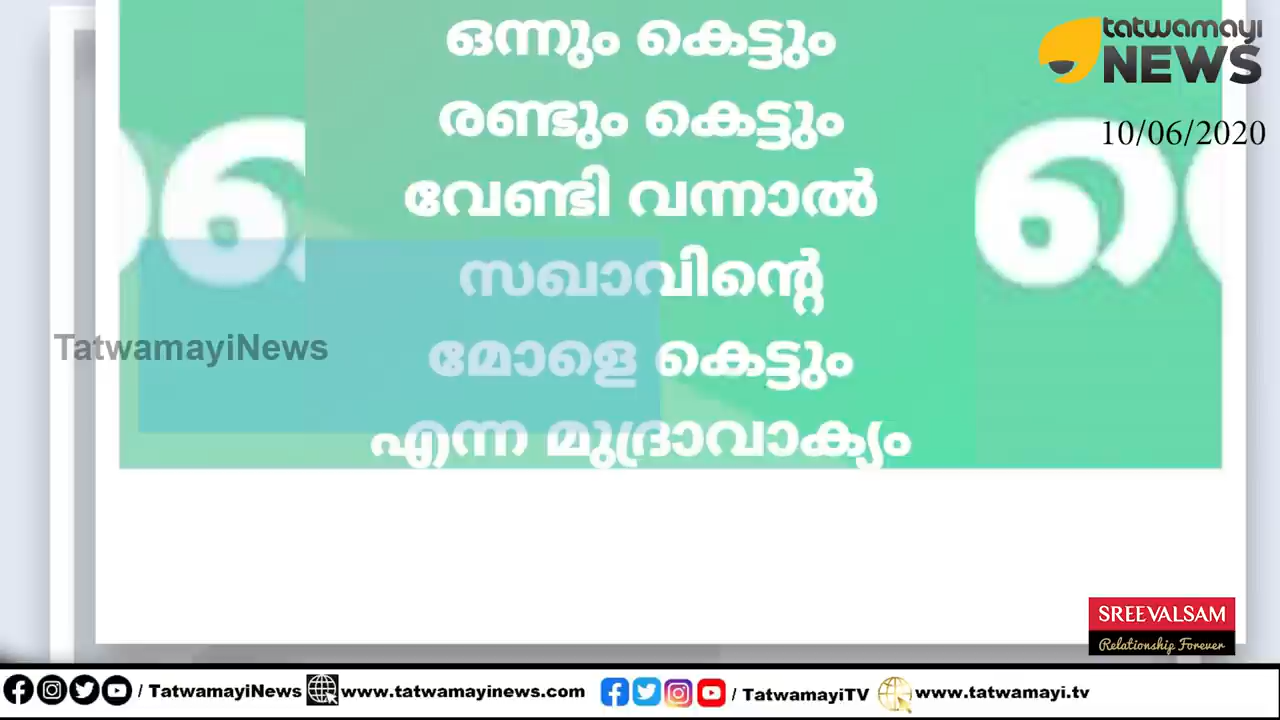 ഒന്നും കെട്ടും
രണ്ടും കെട്ടും
വേണ്ടി വന്നാൽ
സഖാവിന്റെ
മോളെ കെട്ടും
എന്ന മുദ്രാവാക്യം
tatwamayi
NEWS
10/06/2020
TatwamayiNews
SREEVALSAM
Relationship Forever
/ TatwamayiNews www.tatwamayinews.com / TatwamayiTV www.tatwamayi.tv